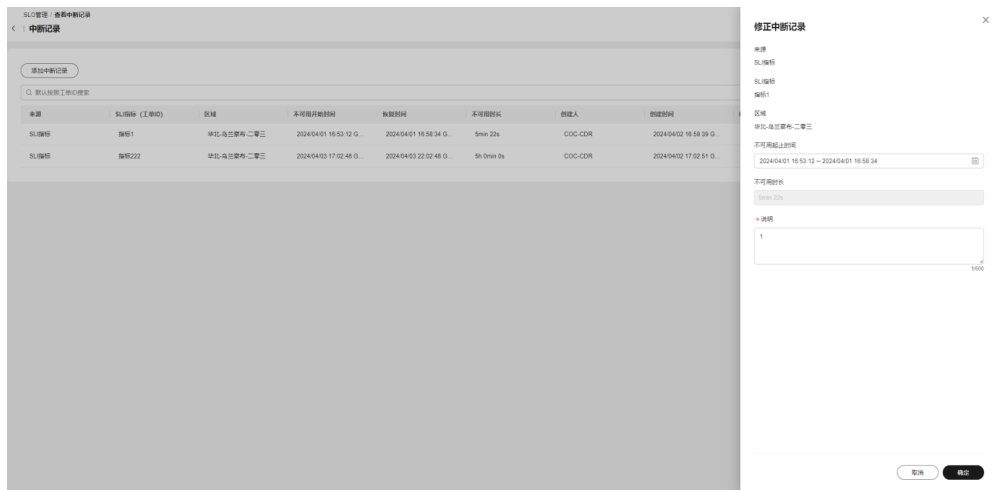 SLO管理 / 查看中断记录
中断记录
添加中断记录
默认按照工单ID搜索
来源 SLI指标 (工单ID) 区域 不可用开始时间 恢复时间 不可用时长 创建人 创建时间
SLI指标 指标1 华北-乌兰察布-二零三 2024/04/01 16:53:12 G... 2024/04/01 16:58:34 G... 5min 22s COC-CDR 2024/04/02 16:58:39 G...
SLI指标 指标222 华北-乌兰察布-二零三 2024/04/03 17:02:48 G... 2024/04/03 22:02:48 G... 5h 0min 0s COC-CDR 2024/04/02 17:02:51 G...
修正中断记录
来源
SLI指标
SLI指标
指标1
区域
华北-乌兰察布-二零三
不可用起止时间
2024/04/01 16:53:12 -- 2024/04/01 16:58:34
不可用时长
5min 22s
* 说明
1
取消 确定